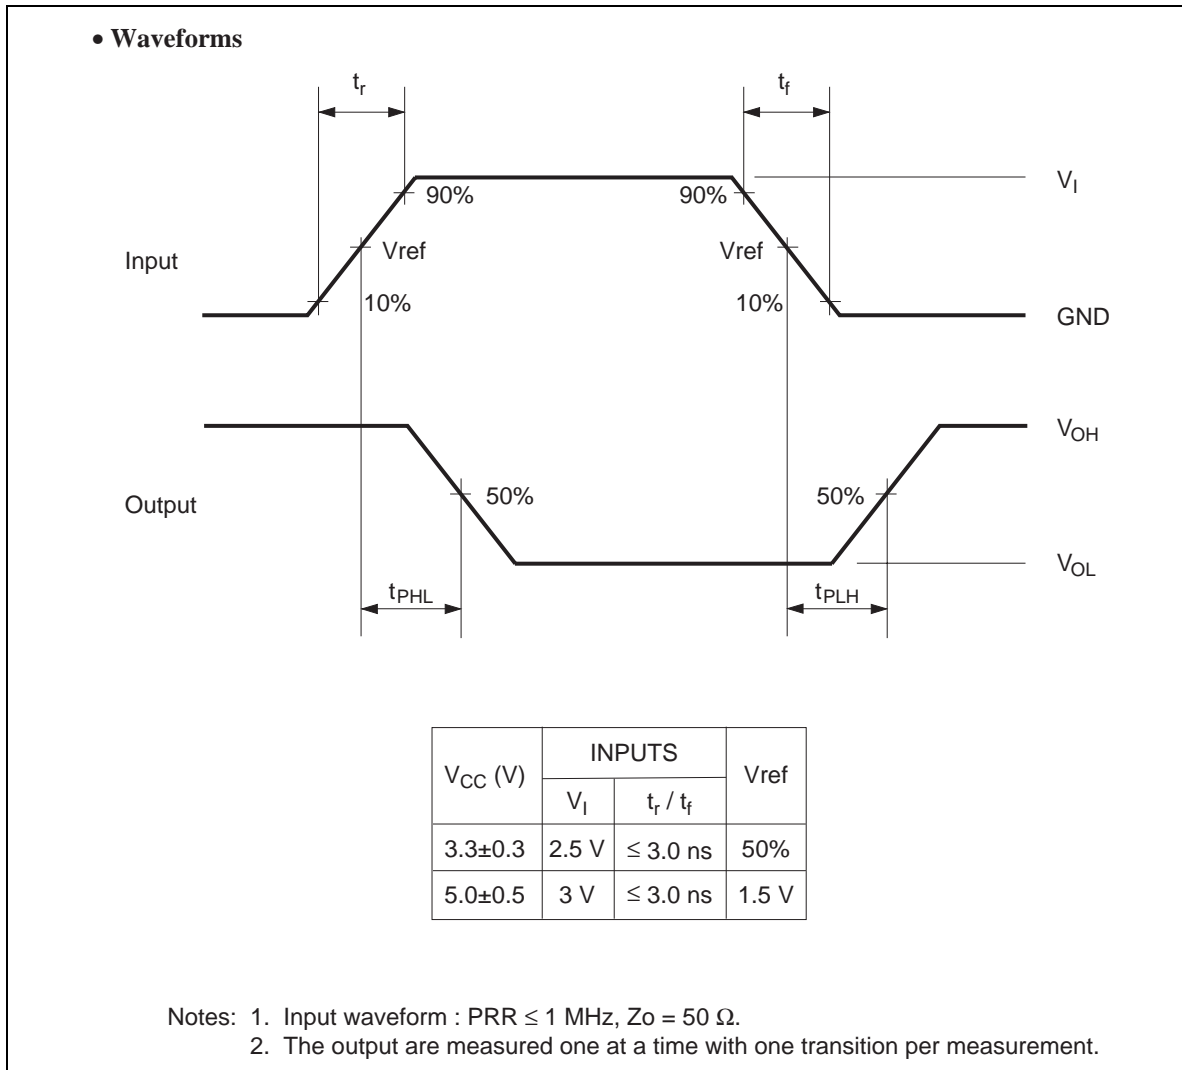 • Waveforms
tr
tf
90%
90%
VI
Input
Vref
Vref
10%
10%
GND
VOH
Output
50%
50%
VOL
tPHL
tPLH
VCC (V)
INPUTS
Vref
VI
tr / tf
3.3±0.3 2.5 V ≤ 3.0 ns 50%
5.0±0.5 3 V ≤ 3.0 ns 1.5 V
Notes: 1. Input waveform : PRR ≤ 1 MHz, Zo = 50 Ω.
2. The output are measured one at a time with one transition per measurement.